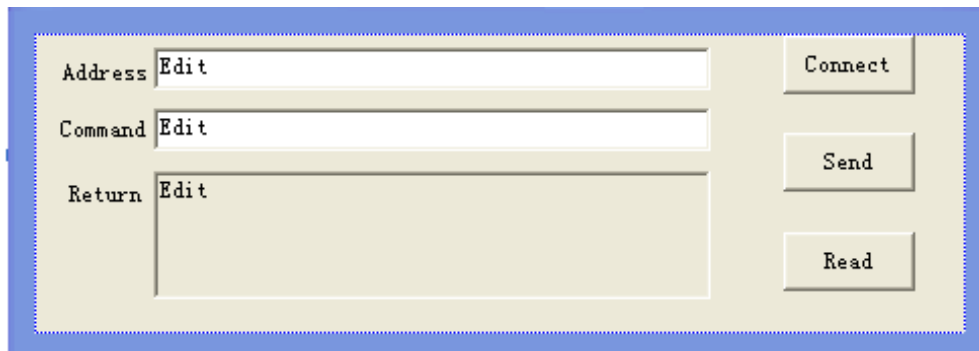 Address Edit Connect
Command Edit
Send
Return Edit
Read